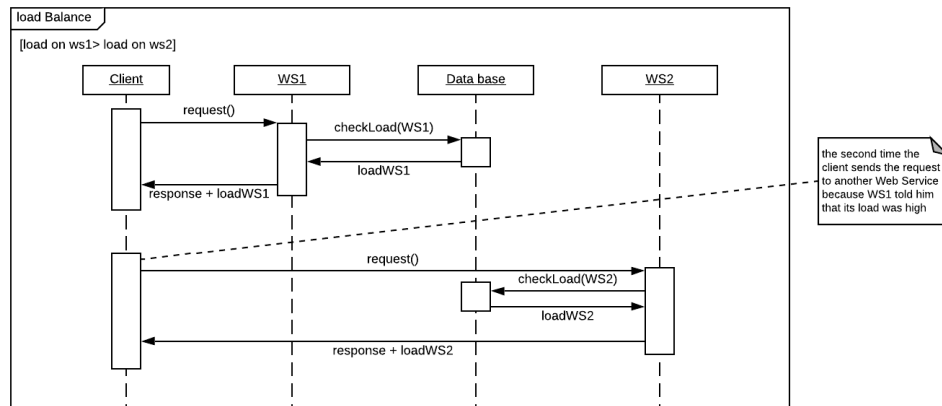 load Balance
[load on ws1> load on ws2]
Client
WS1
Data base
WS2
request()
checkLoad(WS1)
loadWS1
response + loadWS1
the second time the
client sends the request
to another Web Service
because WS1 told him
that its load was high
request()
checkLoad(WS2)
loadWS2
response + loadWS2